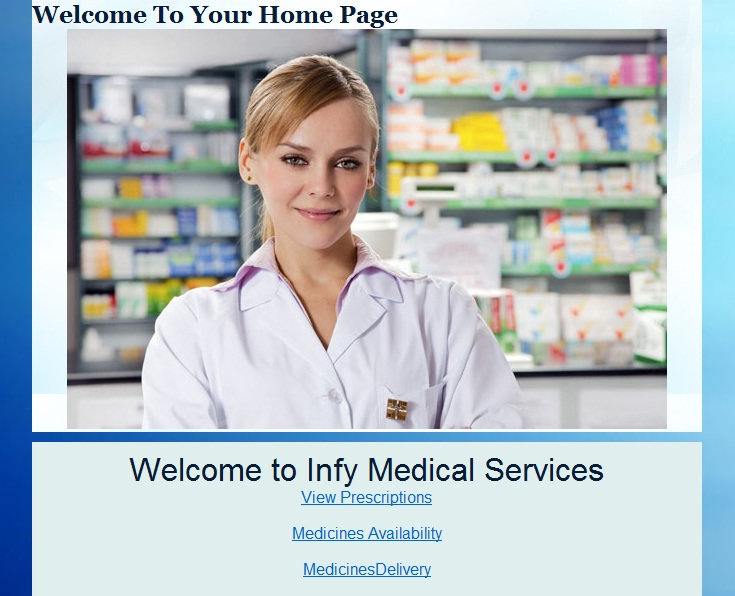 Welcome To Your Home Page
Welcome to Infy Medical Services
View Prescriptions
Medicines Availability
MedicinesDelivery